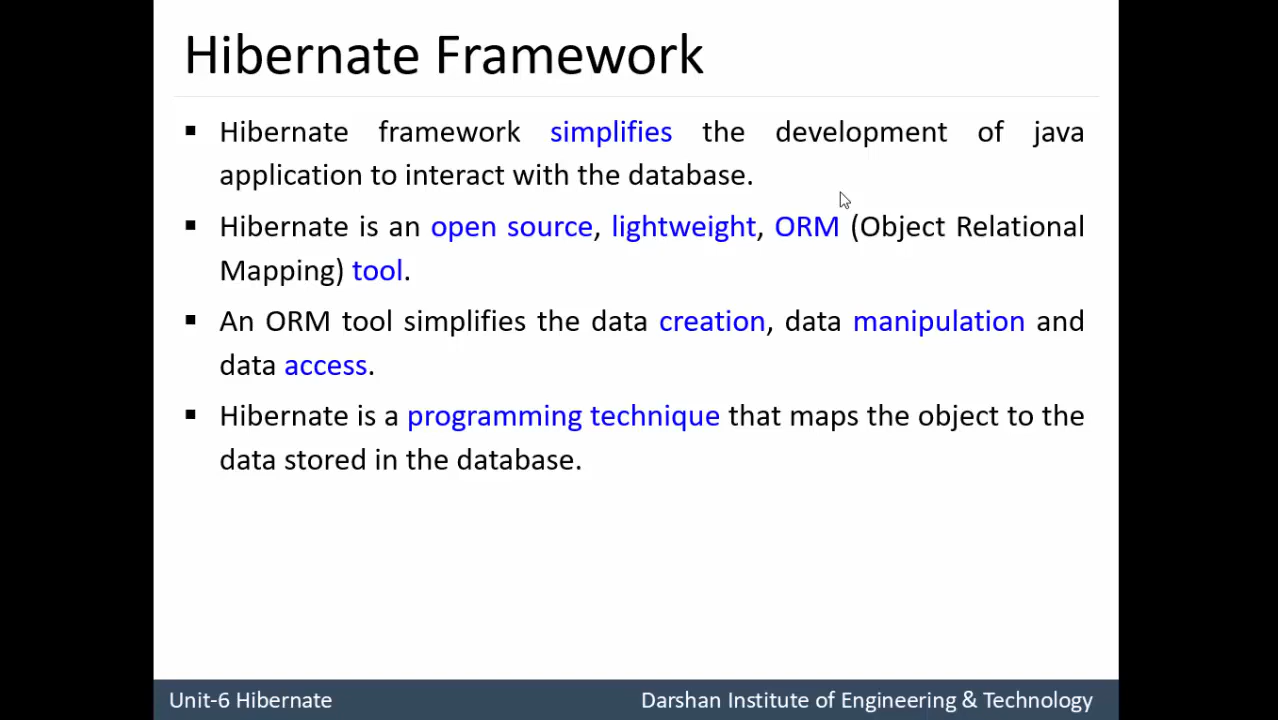 Hibernate Framework
▪ Hibernate framework simplifies the development of java
application to interact with the database.
▪ Hibernate is an open source, lightweight, ORM (Object Relational
Mapping) tool.
▪ An ORM tool simplifies the data creation, data manipulation and
data access.
▪ Hibernate is a programming technique that maps the object to the
data stored in the database.
Unit-6 Hibernate
Darshan Institute of Engineering & Technology